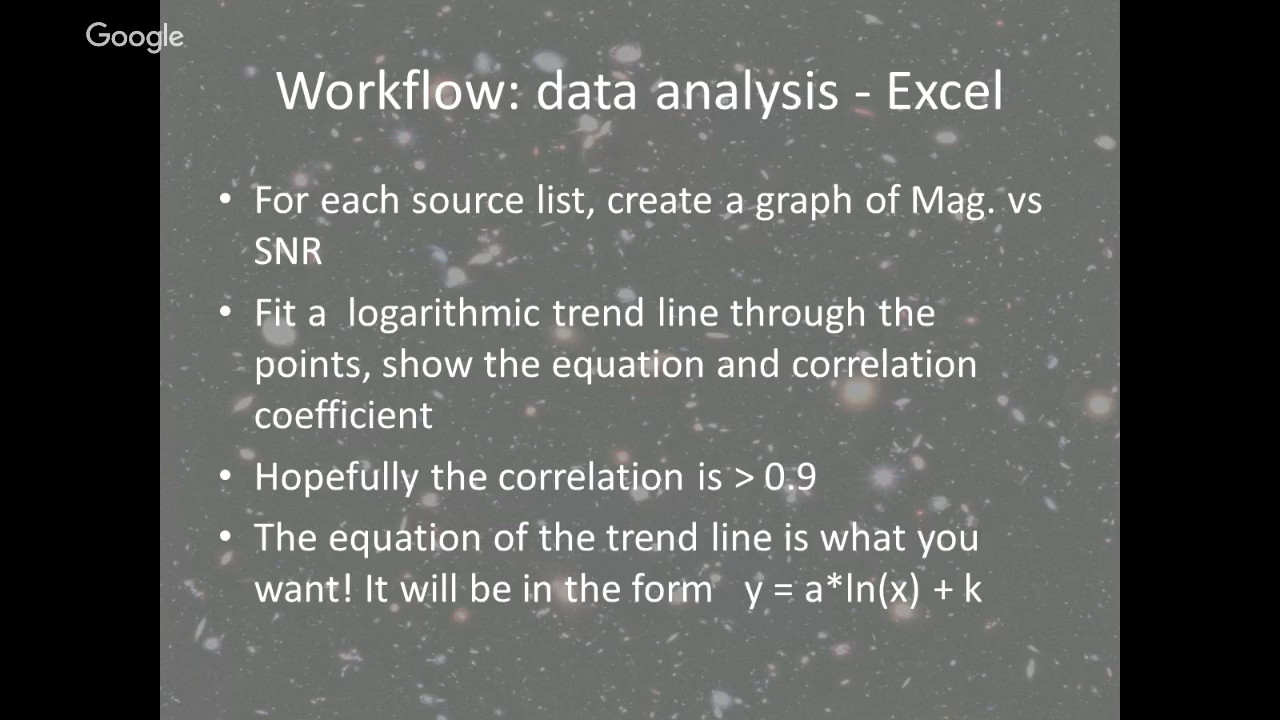 Google
Workflow: data analysis - Excel
• For each source list, create a graph of Mag. vs
SNR
• Fit a  logarithmic trend line through the
points, show the equation and correlation
coefficient
• Hopefully the correlation is > 0.9
• The equation of the trend line is what you
want! It will be in the form   y = a*ln(x) + k